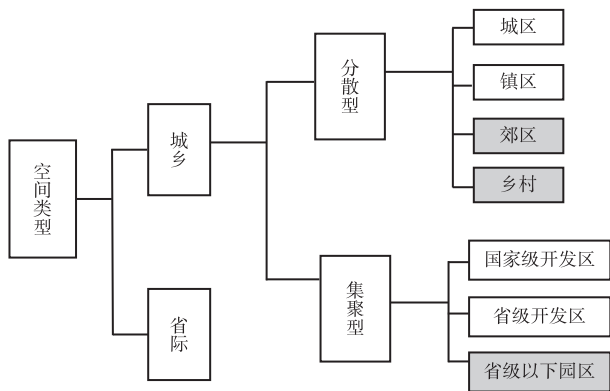 空间类型
城乡
省际
分散型
集聚型
城区
镇区
郊区
乡村
国家级开发区
省级开发区
省级以下园区